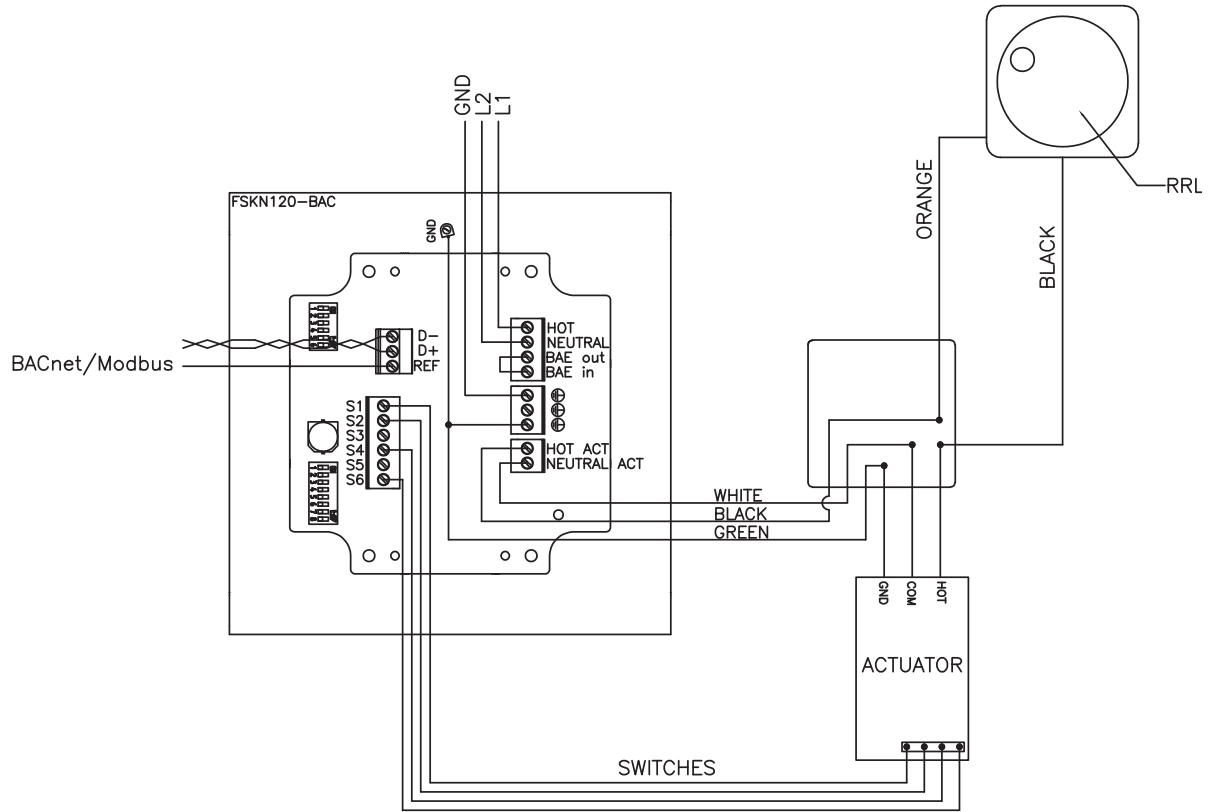 GND
L2
L1
FSKN120-BAC
GND
D-
D+
REF
BACnet/Modbus
HOT
NEUTRAL
BAE out
BAE in
S1
S2
S3
S4
S5
S6
HOT ACT
NEUTRAL ACT
WHITE
BLACK
GREEN
ORANGE
BLACK
RRL
GND
COM
HOT
ACTUATOR
SWITCHES